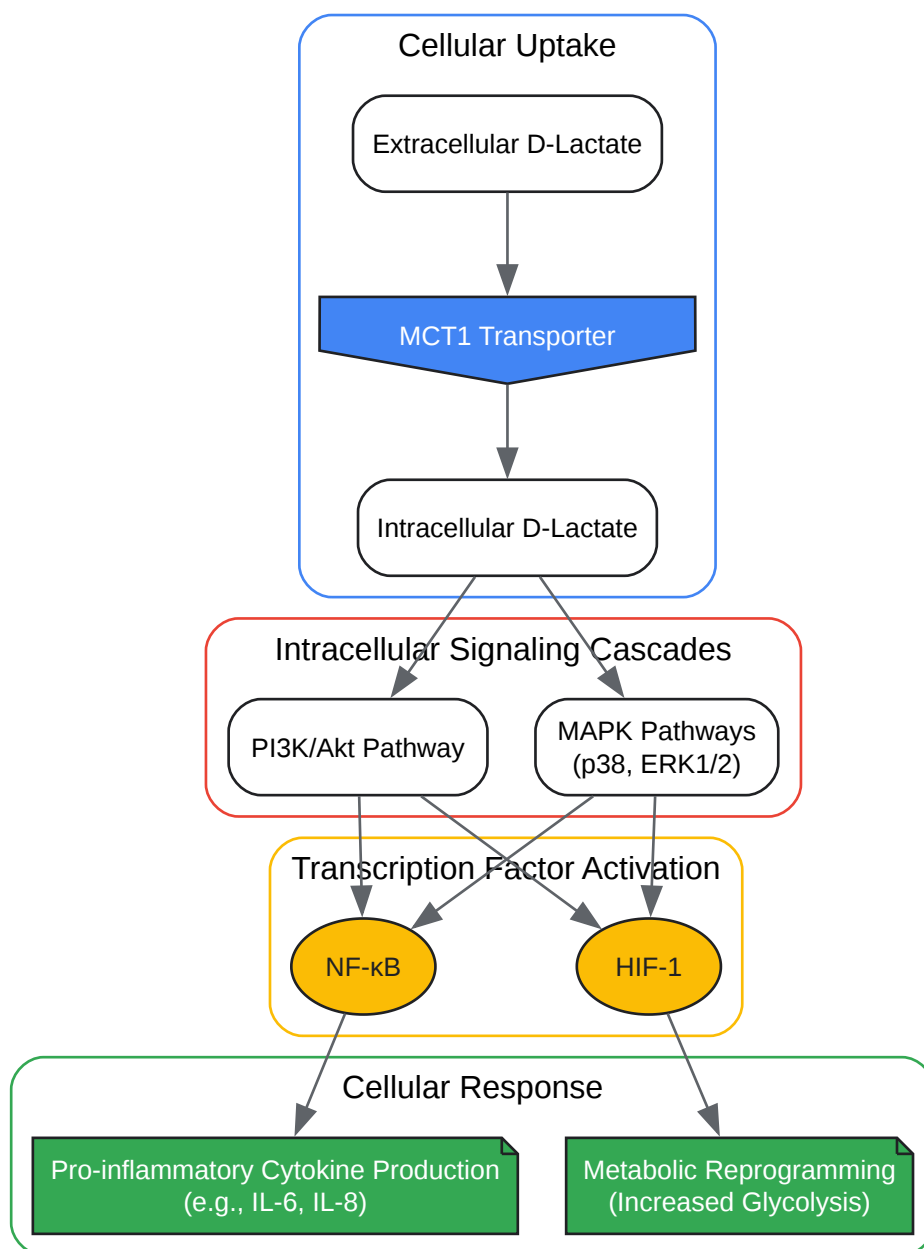 Cellular Uptake
Extracellular D-Lactate
MCT1 Transporter
Intracellular D-Lactate
Intracellular Signaling Cascades
PI3K/Akt Pathway
MAPK Pathways
(p38, ERK1/2)
Transcription Factor Activation
NF-κB
HIF-1
Cellular Response
Pro-inflammatory Cytokine Production
(e.g., IL-6, IL-8)
Metabolic Reprogramming
(Increased Glycolysis)